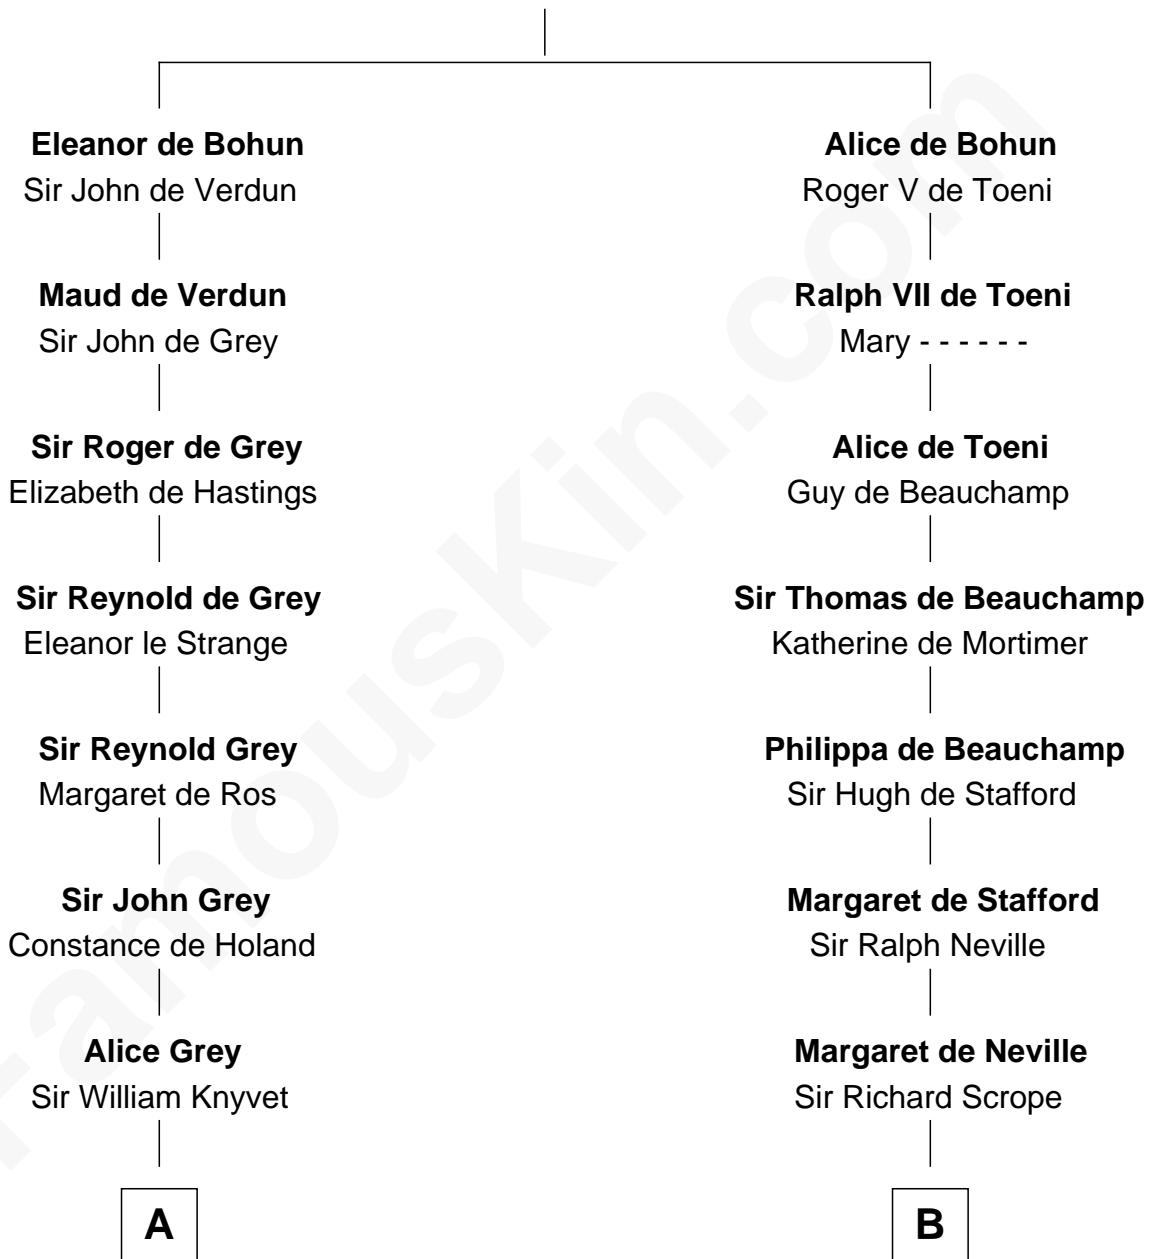 Eleanor de Bohun
Sir John de Verdun
Maud de Verdun
Sir John de Grey
Sir Roger de Grey
Elizabeth de Hastings
Sir Reynold de Grey
Eleanor le Strange
Sir Reynold Grey
Margaret de Ros
Sir John Grey
Constance de Holand
Alice Grey
Sir William Knyvet
A
Alice de Bohun
Roger V de Toeni
Ralph VII de Toeni
Mary - - - - - -
Alice de Toeni
Guy de Beauchamp
Sir Thomas de Beauchamp
Katherine de Mortimer
Philippa de Beauchamp
Sir Hugh de Stafford
Margaret de Stafford
Sir Ralph Neville
Margaret de Neville
Sir Richard Scrope
B
FamousKin.com